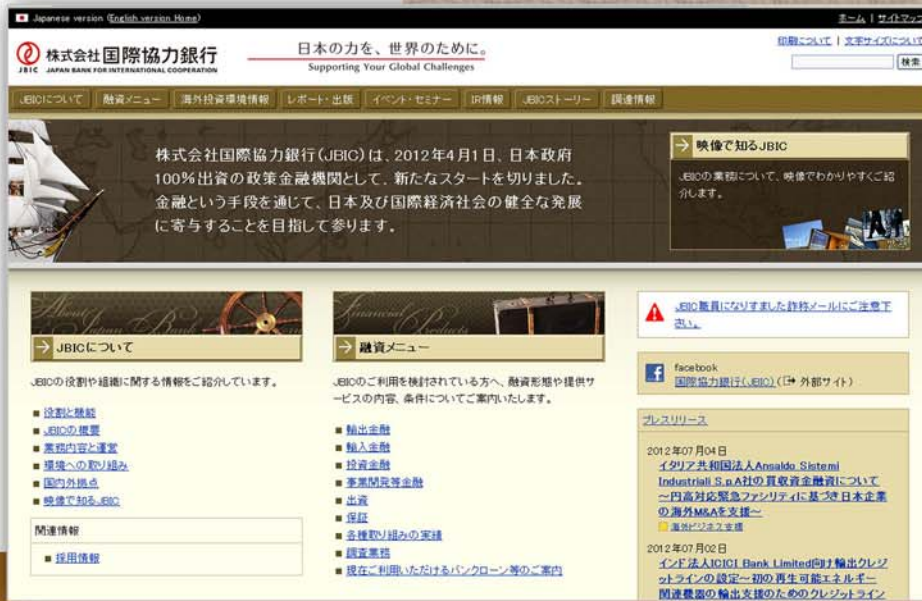 Japanese version (English version Home)
ホーム | サイトマップ
株式会社国際協力銀行
JBIC JAPAN BANK FOR INTERNATIONAL COOPERATION
日本の力を、世界のために。
Supporting Your Global Challenges
印刷について | 文字サイズについて
検索
JBICについて 融資メニュー 海外投資環境情報 レポート・出版 イベント・セミナー IR情報 JBICストーリー 調達情報
株式会社国際協力銀行(JBIC)は、2012年4月1日、日本政府
100%出資の政策金融機関として、新たなスタートを切りました。
金融という手段を通じて、日本及び国際経済社会の健全な発展
に寄与することを目指して参ります。
映像で知るJBIC
JBICの業務について、映像でわかりやすくご紹
介します。
About Japan Bank
JBICについて
JBICの役割や組織に関する情報をご紹介しています。
役割と機能
JBICの概要
業務内容と運営
環境への取り組み
国内外拠点
映像で知るJBIC
関連情報
採用情報
Financial Products
融資メニュー
JBICのご利用を検討されている方へ、融資形態や提供サ
ービスの内容、条件についてご案内いたします。
輸出金融
輸入金融
投資金融
事業開発等金融
出資
保証
各種取り組みの実績
調査業務
現在ご利用いただけるバンクローン等のご案内
JBIC職員になりすました詐称メールにご注意下
さい。
facebook
国際協力銀行(JBIC)(外部サイト)
プレスリリース
2012年07月04日
イタリア共和国法人Ansaldo Sistemi
Industriali S.p.A社の買収資金融資について
~円高対応緊急ファシリティに基づき日本企業
の海外M&Aを支援~
海外ビジネス支援
2012年07月02日
インド法人ICICI Bank Limited向け輸出クレジ
ットラインの設定~初の再生可能エネルギー
関連機器の輸出支援のためのクレジットライン